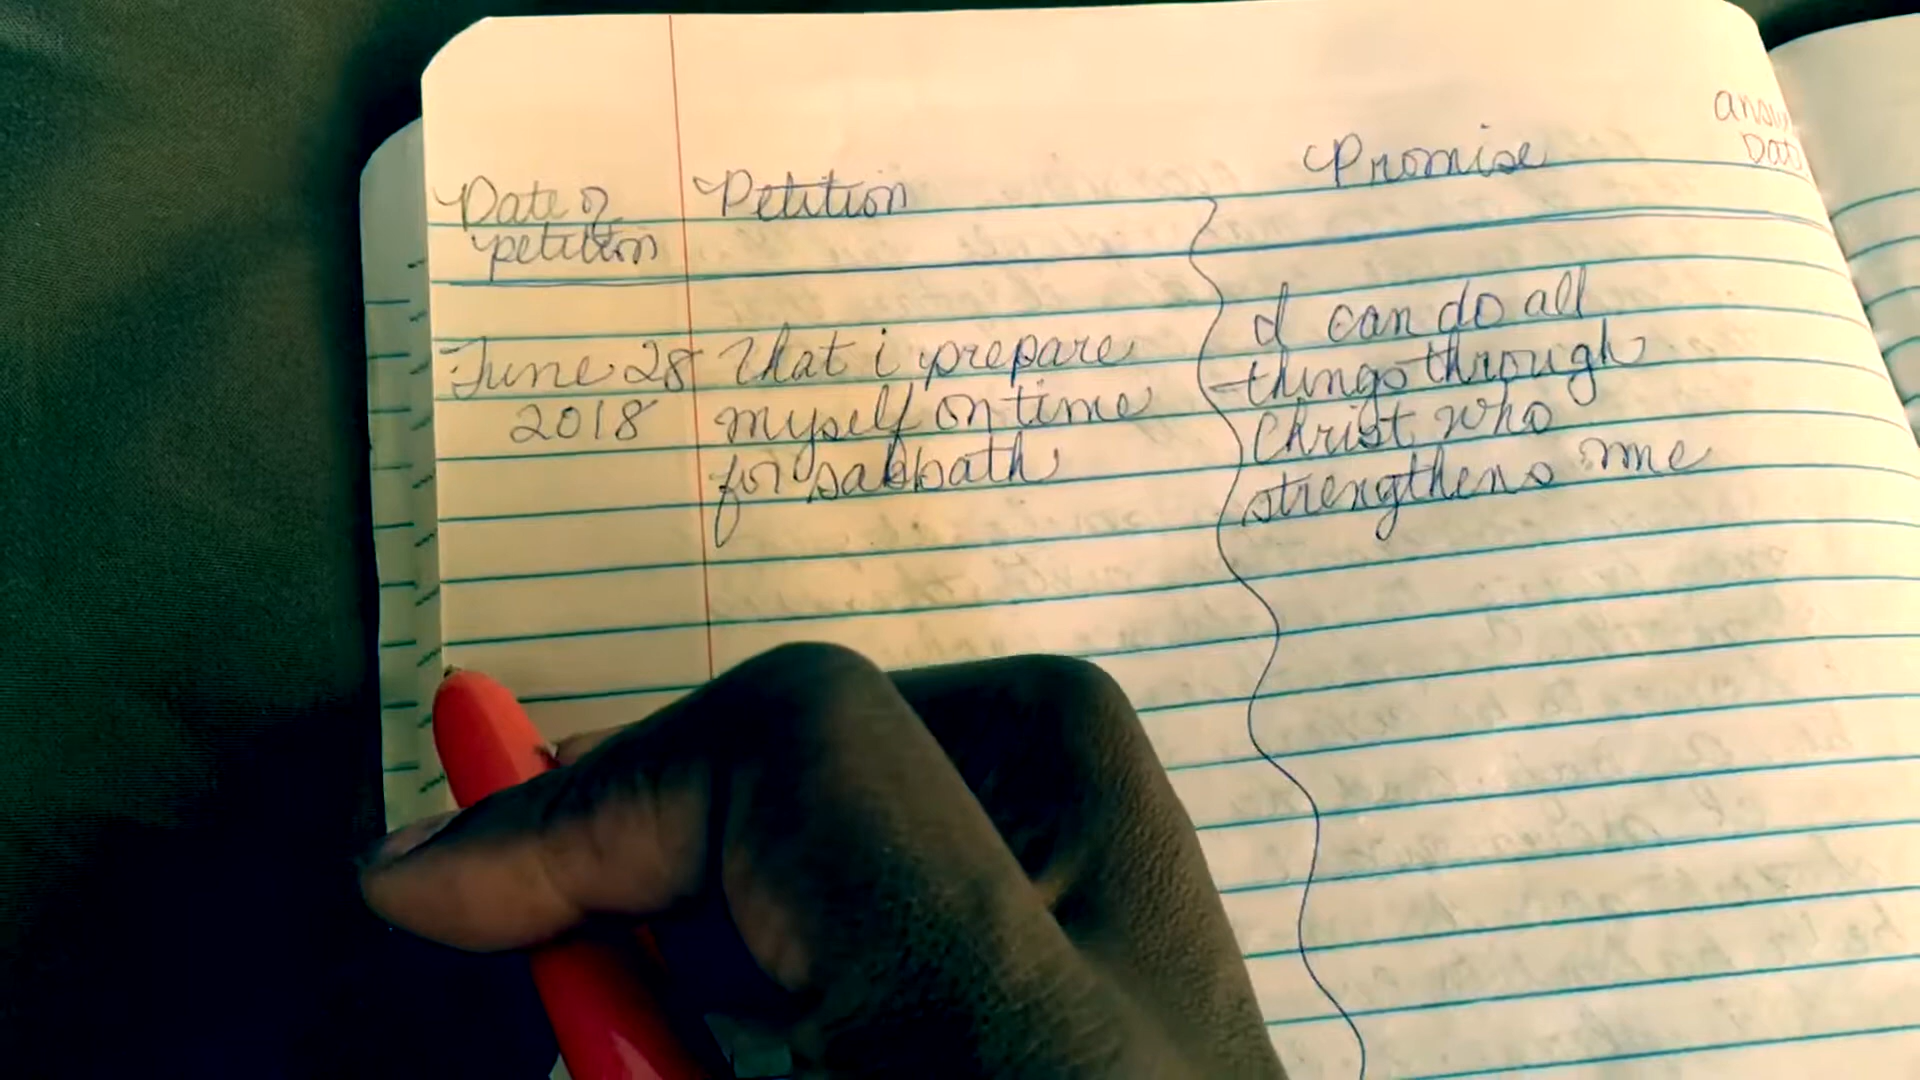 Date of
petition
Petition
Promise
June 28
2018
That i prepare
myself on time
for sabbath
I can do all
things through
Christ who
strengthens me